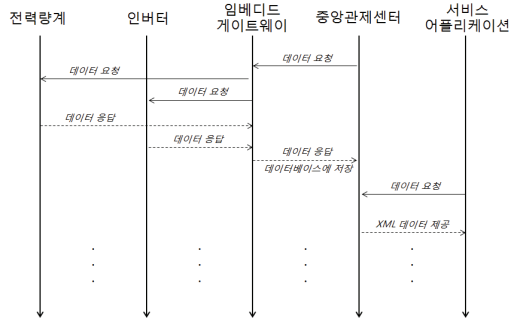 전력량계
인버터
임베디드
게이트웨이
중앙관제센터
서비스
어플리케이션
데이터 요청
데이터 요청
데이터 요청
데이터 응답
데이터 응답
데이터 응답
데이터베이스에 저장
데이터 요청
XML 데이터 제공